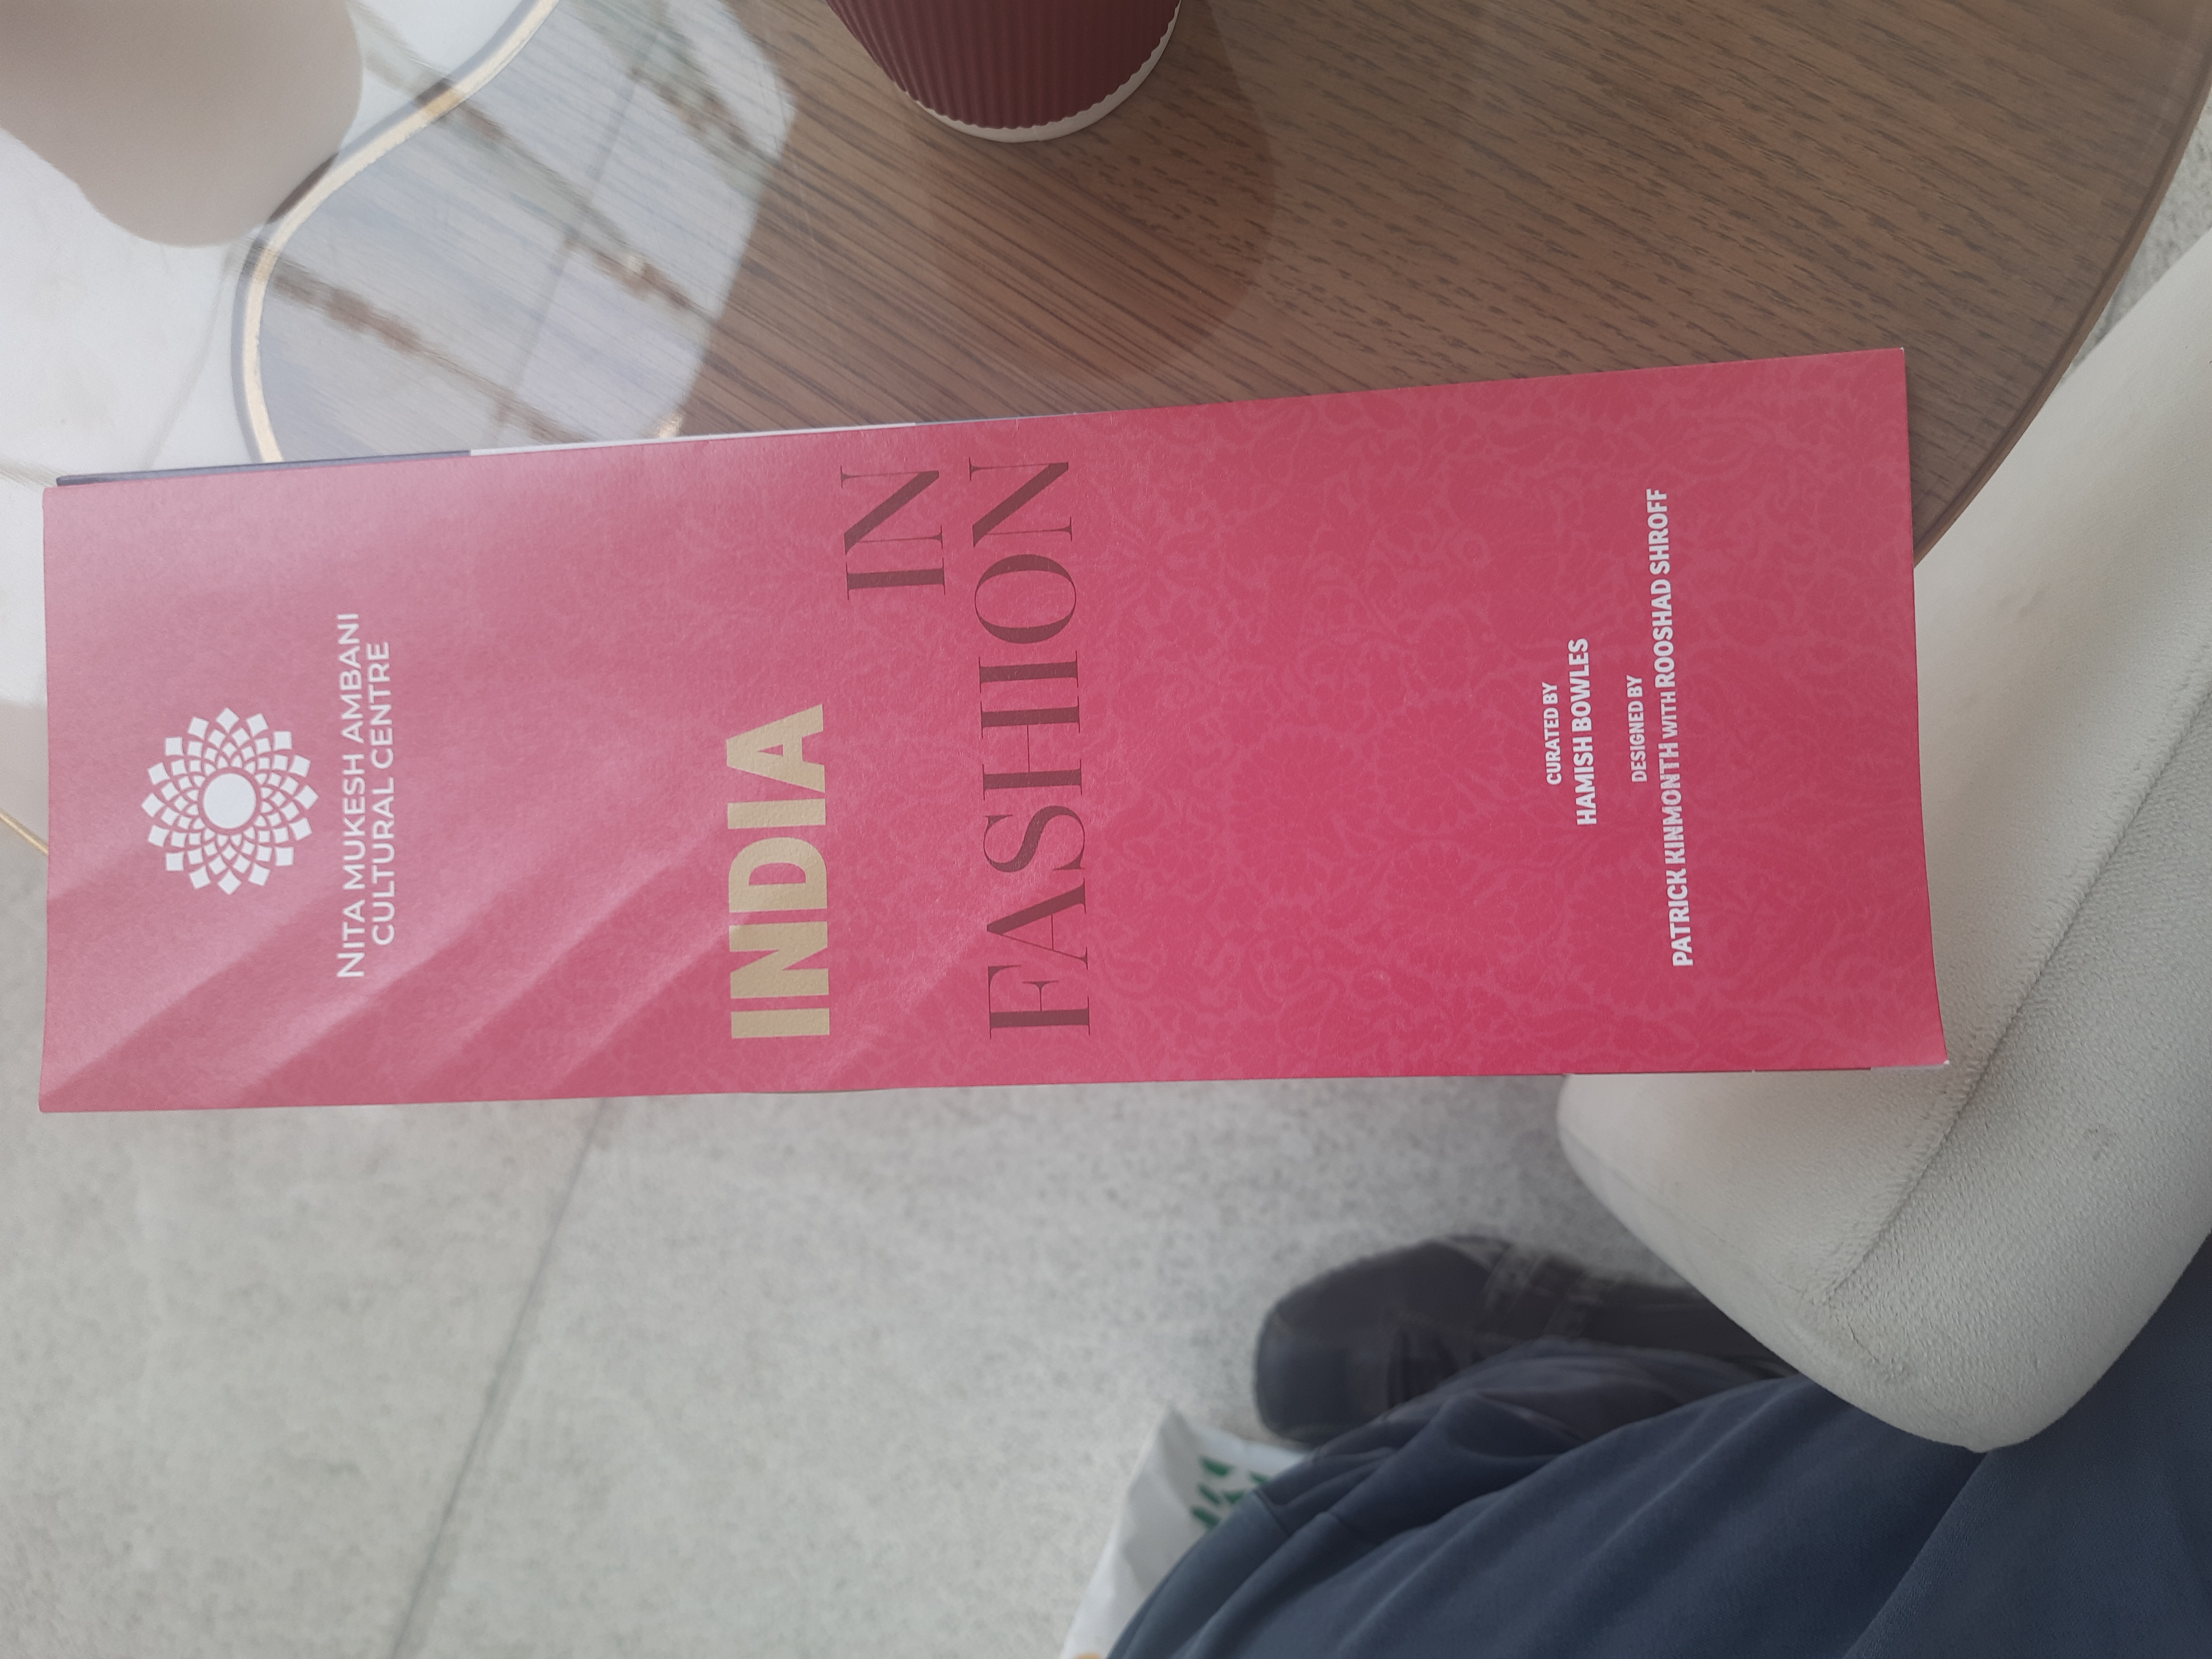 NITA MUKESH AMBANI
CULTURAL CENTRE
INDIA
IN
FASHION
CURATED BY
HAMISH BOWLES
DESIGNED BY
PATRICK KINMONTH WITH ROOSHAD SHROFF